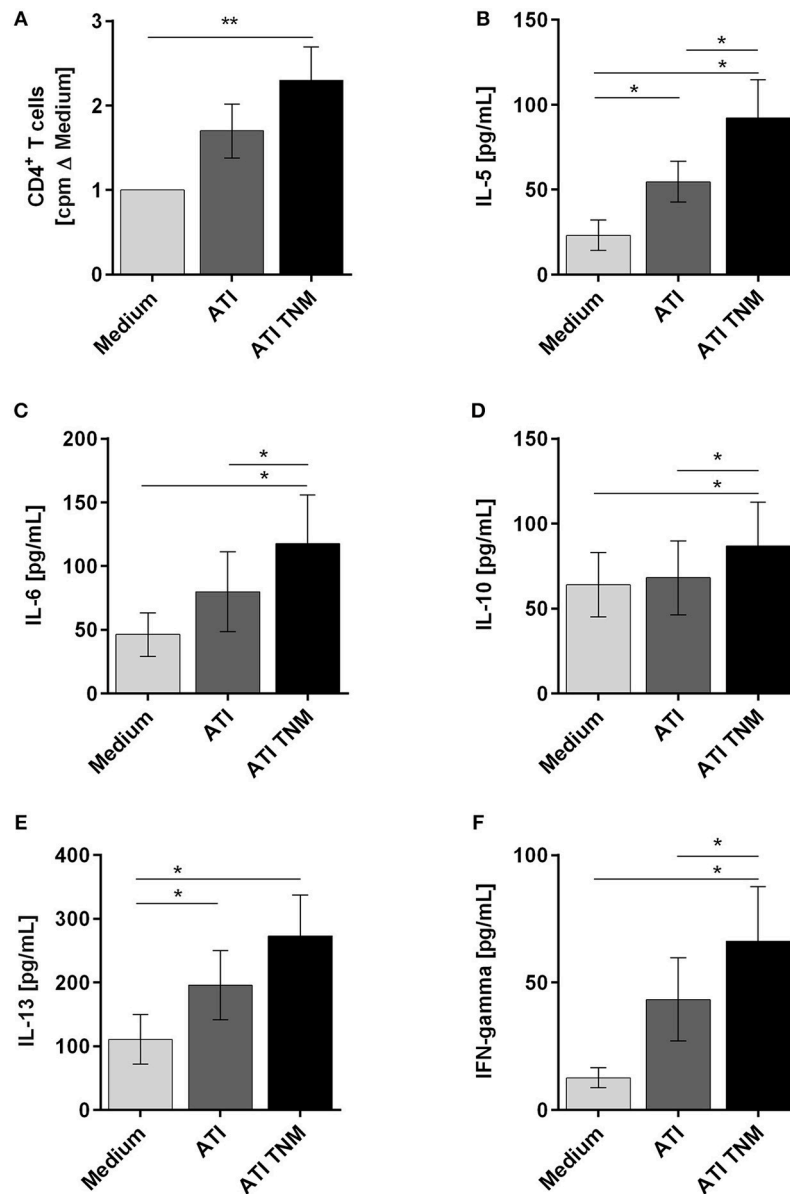 A
CD4⁺ T cells
[cpm Δ Medium]
3
2
1
0
**
Medium
ATI
ATI TNM
B
IL-5 [pg/mL]
150
100
50
0
*
*
*
Medium
ATI
ATI TNM
C
IL-6 [pg/mL]
200
150
100
50
0
*
*
Medium
ATI
ATI TNM
D
IL-10 [pg/mL]
150
100
50
0
*
*
Medium
ATI
ATI TNM
E
IL-13 [pg/mL]
400
300
200
100
0
*
*
Medium
ATI
ATI TNM
F
IFN-gamma [pg/mL]
100
50
0
*
*
Medium
ATI
ATI TNM